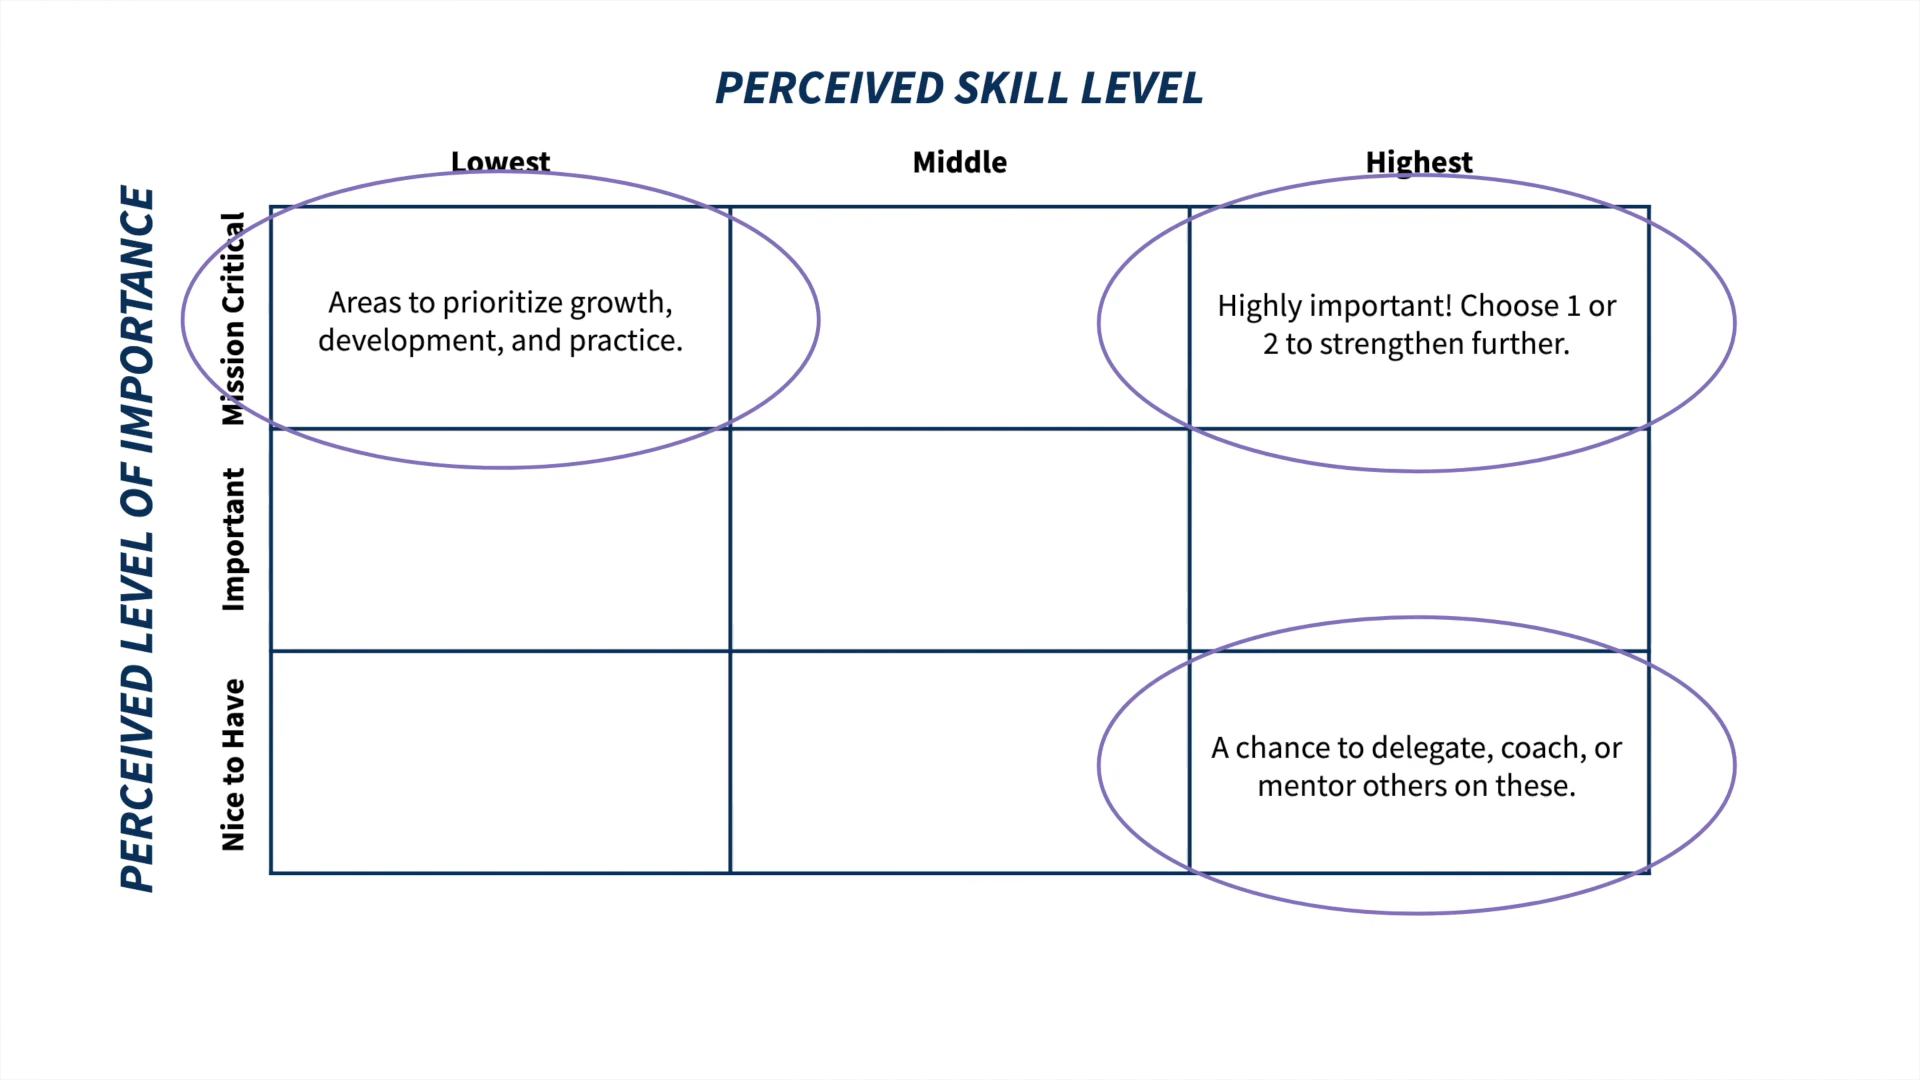 PERCEIVED SKILL LEVEL
Lowest
Middle
Highest
PERCEIVED LEVEL OF IMPORTANCE
Mission Critical
Areas to prioritize growth,
development, and practice.
Highly important! Choose 1 or
2 to strengthen further.
Important
Nice to Have
A chance to delegate, coach, or
mentor others on these.